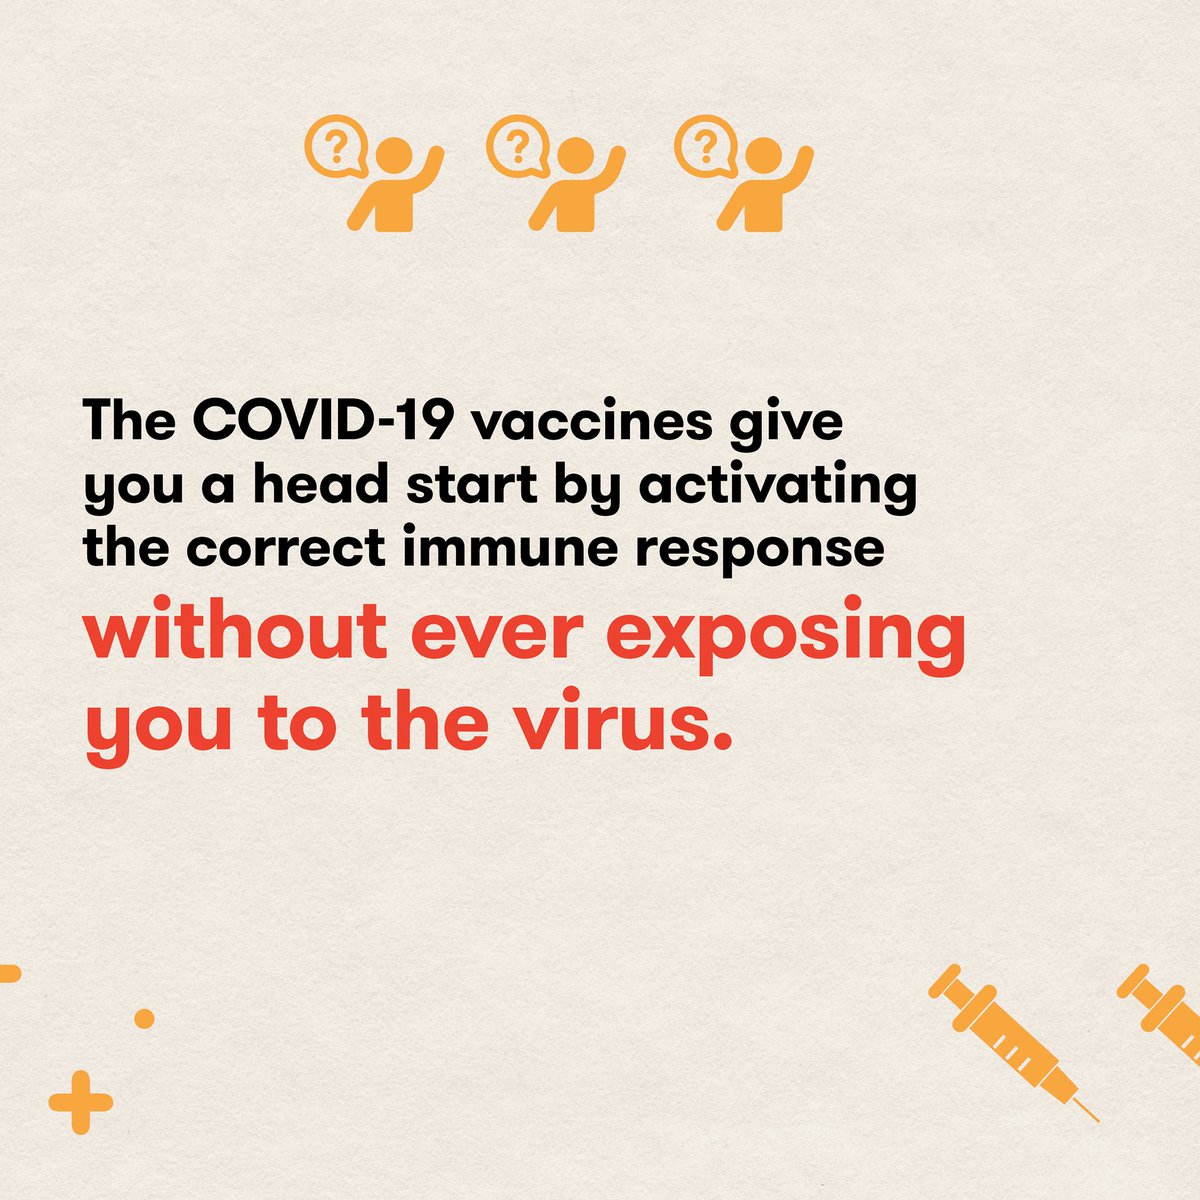 ?
?
?
The COVID-19 vaccines give
you a head start by activating
the correct immune response
without ever exposing
you to the virus.